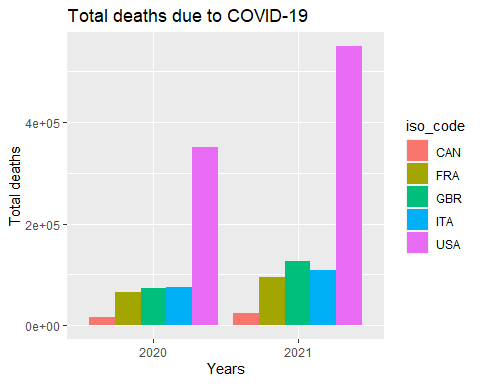 Total deaths due to COVID-19
Total deaths
4e+05
2e+05
0e+00
2020
2021
Years
iso_code
CAN
FRA
GBR
ITA
USA